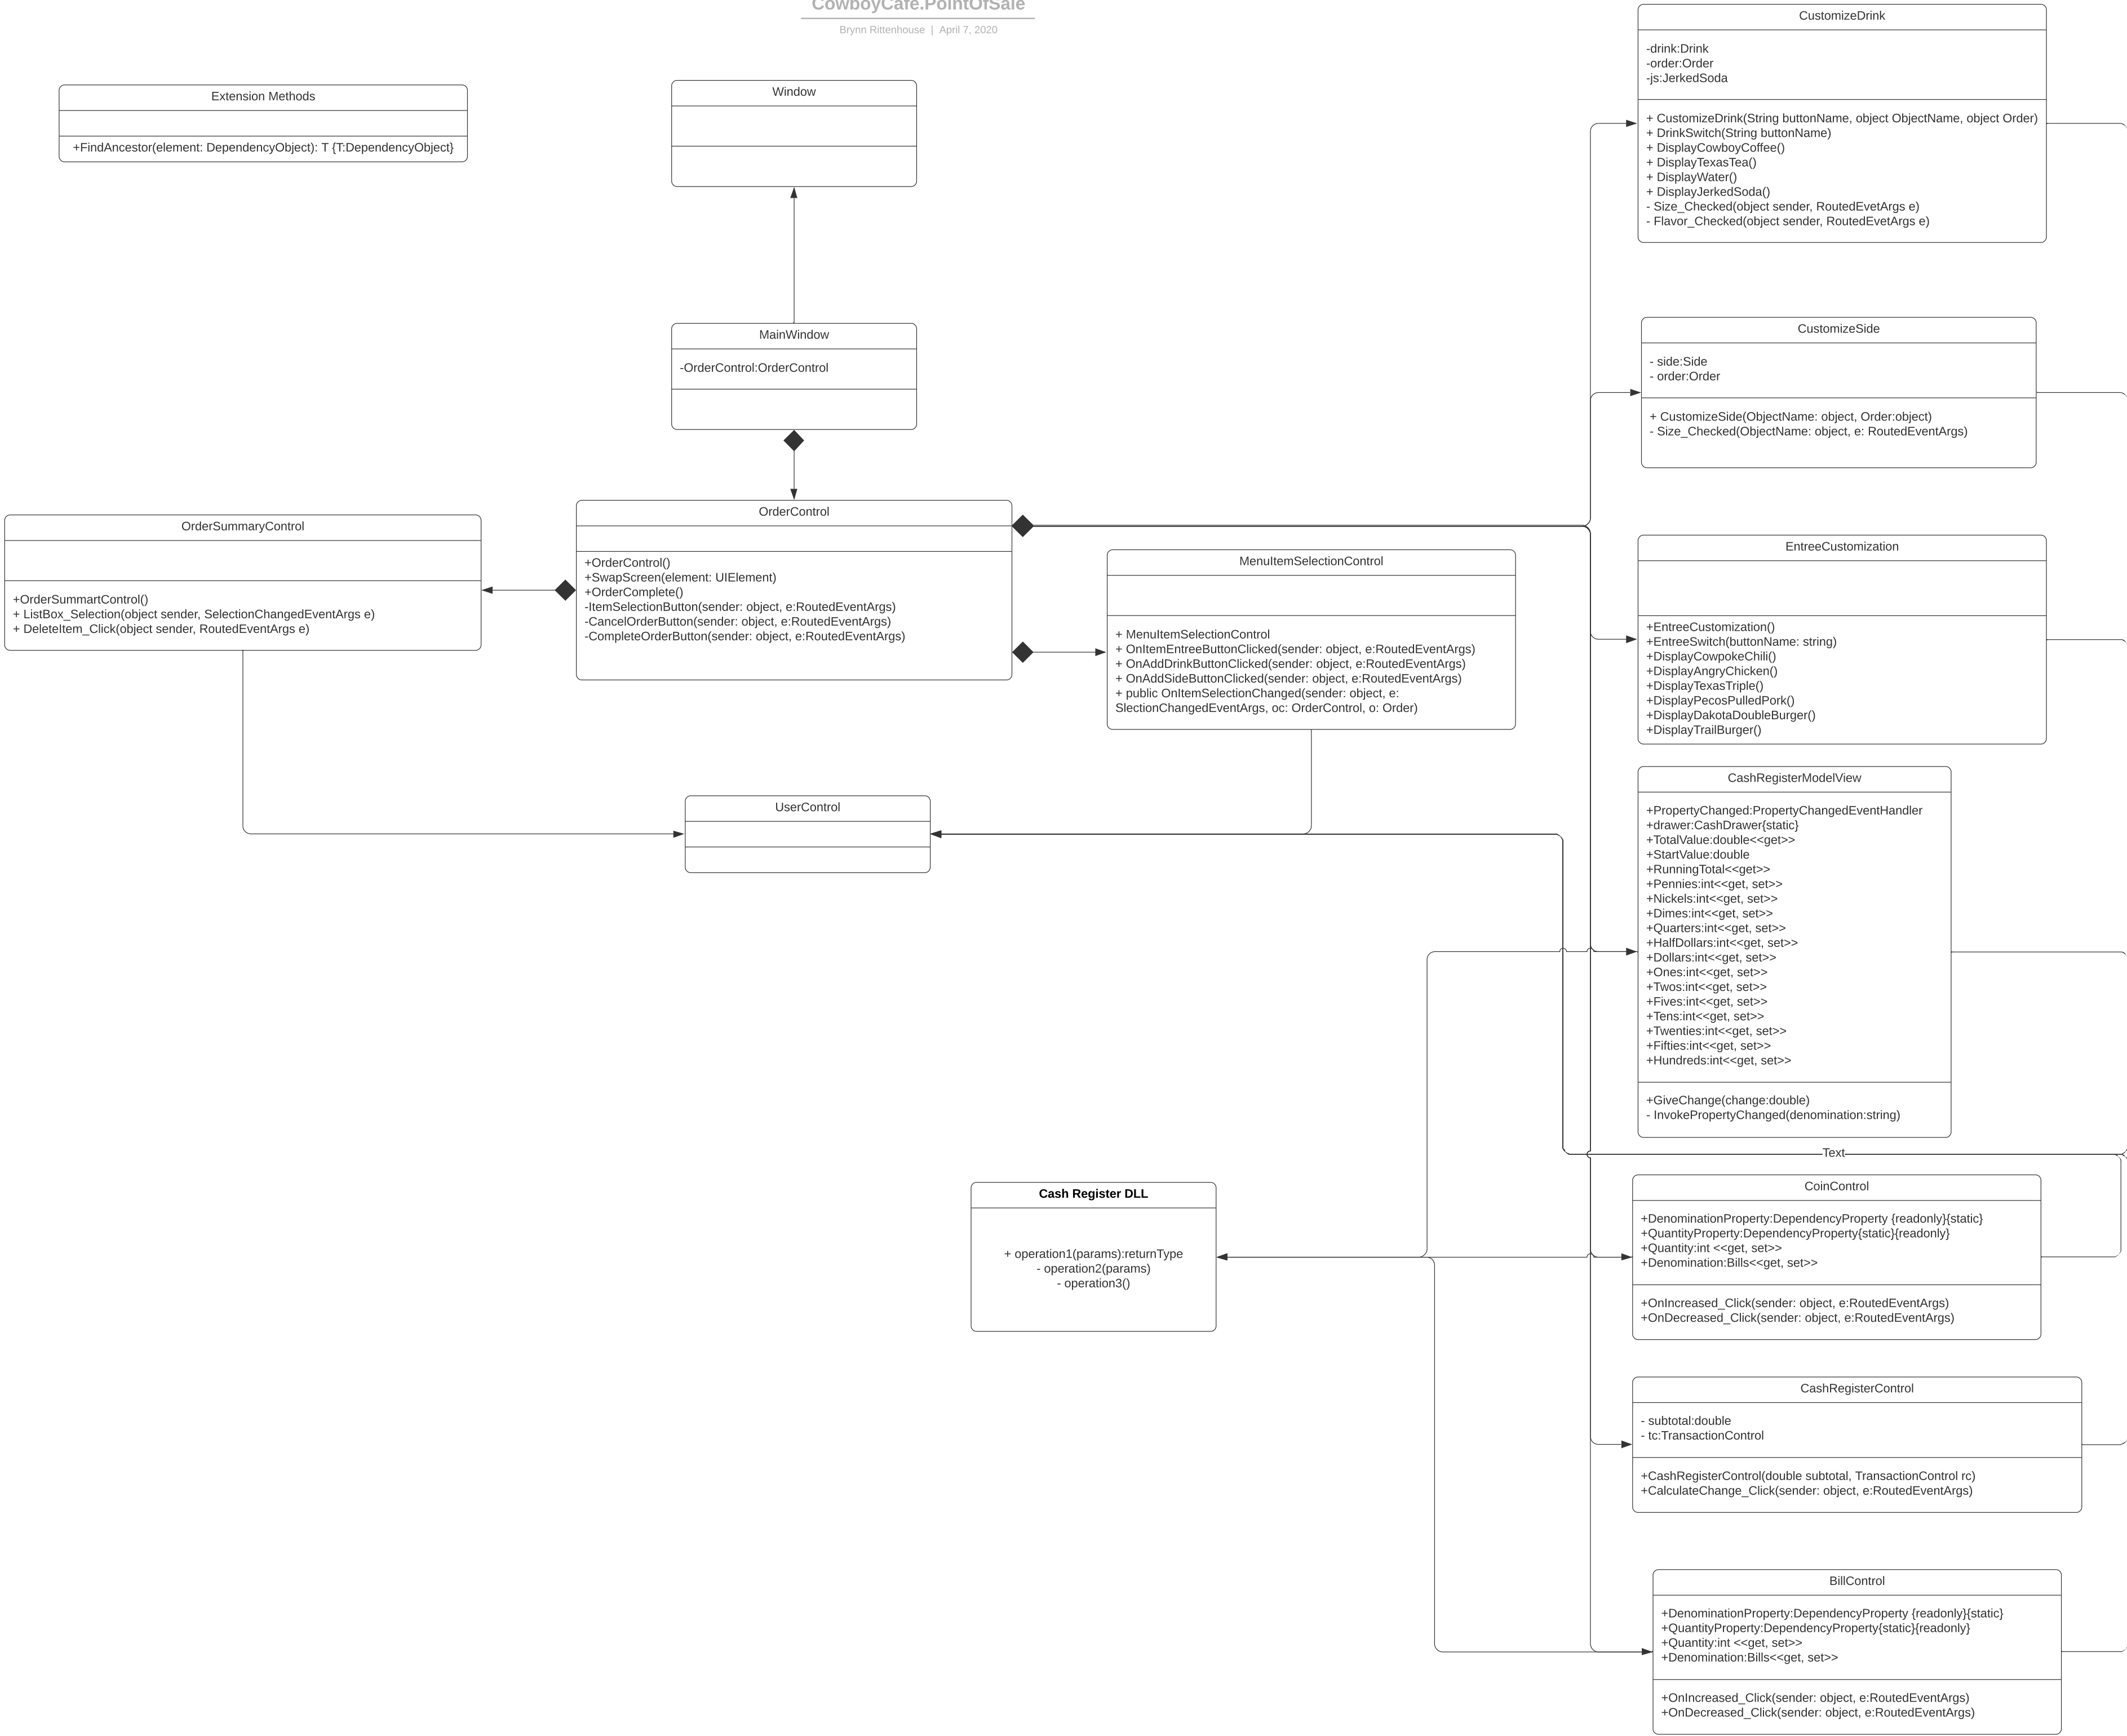 CowboyCafe.PointOfSale
Brynn Rittenhouse | April 7, 2020
Extension Methods
+FindAncestor(element: DependencyObject): T {T:DependencyObject}
Window
MainWindow
-OrderControl:OrderControl
OrderSummaryControl
+OrderSummartControl()
+ ListBox_Selection(object sender, SelectionChangedEventArgs e)
+ DeleteItem_Click(object sender, RoutedEventArgs e)
OrderControl
+OrderControl()
+SwapScreen(element: UIElement)
+OrderComplete()
-ItemSelectionButton(sender: object, e:RoutedEventArgs)
-CancelOrderButton(sender: object, e:RoutedEventArgs)
-CompleteOrderButton(sender: object, e:RoutedEventArgs)
MenuItemSelectionControl
+ MenuItemSelectionControl
+ OnItemEntreeButtonClicked(sender: object, e:RoutedEventArgs)
+ OnAddDrinkButtonClicked(sender: object, e:RoutedEventArgs)
+ OnAddSideButtonClicked(sender: object, e:RoutedEventArgs)
+ public OnItemSelectionChanged(sender: object, e:
SlectionChangedEventArgs, oc: OrderControl, o: Order)
UserControl
Cash Register DLL
+ operation1(params):returnType
- operation2(params)
- operation3()
CustomizeDrink
-drink:Drink
-order:Order
-js:JerkedSoda
+ CustomizeDrink(String buttonName, object ObjectName, object Order)
+ DrinkSwitch(String buttonName)
+ DisplayCowboyCoffee()
+ DisplayTexasTea()
+ DisplayWater()
+ DisplayJerkedSoda()
- Size_Checked(object sender, RoutedEvetArgs e)
- Flavor_Checked(object sender, RoutedEvetArgs e)
CustomizeSide
- side:Side
- order:Order
+ CustomizeSide(ObjectName: object, Order:object)
- Size_Checked(ObjectName: object, e: RoutedEventArgs)
EntreeCustomization
+EntreeCustomization()
+EntreeSwitch(buttonName: string)
+DisplayCowpokeChili()
+DisplayAngryChicken()
+DisplayTexasTriple()
+DisplayPecosPulledPork()
+DisplayDakotaDoubleBurger()
+DisplayTrailBurger()
CashRegisterModelView
+PropertyChanged:PropertyChangedEventHandler
+drawer:CashDrawer{static}
+TotalValue:double<<get>>
+StartValue:double
+RunningTotal<<get>>
+Pennies:int<<get, set>>
+Nickels:int<<get, set>>
+Dimes:int<<get, set>>
+Quarters:int<<get, set>>
+HalfDollars:int<<get, set>>
+Dollars:int<<get, set>>
+Ones:int<<get, set>>
+Twos:int<<get, set>>
+Fives:int<<get, set>>
+Tens:int<<get, set>>
+Twenties:int<<get, set>>
+Fifties:int<<get, set>>
+Hundreds:int<<get, set>>
+GiveChange(change:double)
- InvokePropertyChanged(denomination:string)
Text
CoinControl
+DenominationProperty:DependencyProperty {readonly}{static}
+QuantityProperty:DependencyProperty{static}{readonly}
+Quantity:int <<get, set>>
+Denomination:Bills<<get, set>>
+OnIncreased_Click(sender: object, e:RoutedEventArgs)
+OnDecreased_Click(sender: object, e:RoutedEventArgs)
CashRegisterControl
- subtotal:double
- tc:TransactionControl
+CashRegisterControl(double subtotal, TransactionControl rc)
+CalculateChange_Click(sender: object, e:RoutedEventArgs)
BillControl
+DenominationProperty:DependencyProperty {readonly}{static}
+QuantityProperty:DependencyProperty{static}{readonly}
+Quantity:int <<get, set>>
+Denomination:Bills<<get, set>>
+OnIncreased_Click(sender: object, e:RoutedEventArgs)
+OnDecreased_Click(sender: object, e:RoutedEventArgs)